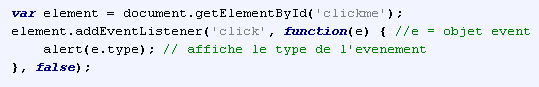 var element = document.getElementById('clickme');
element.addEventListener('click', function(e) { //e = objet event
    alert(e.type); // affiche le type de l'evenement
}, false);